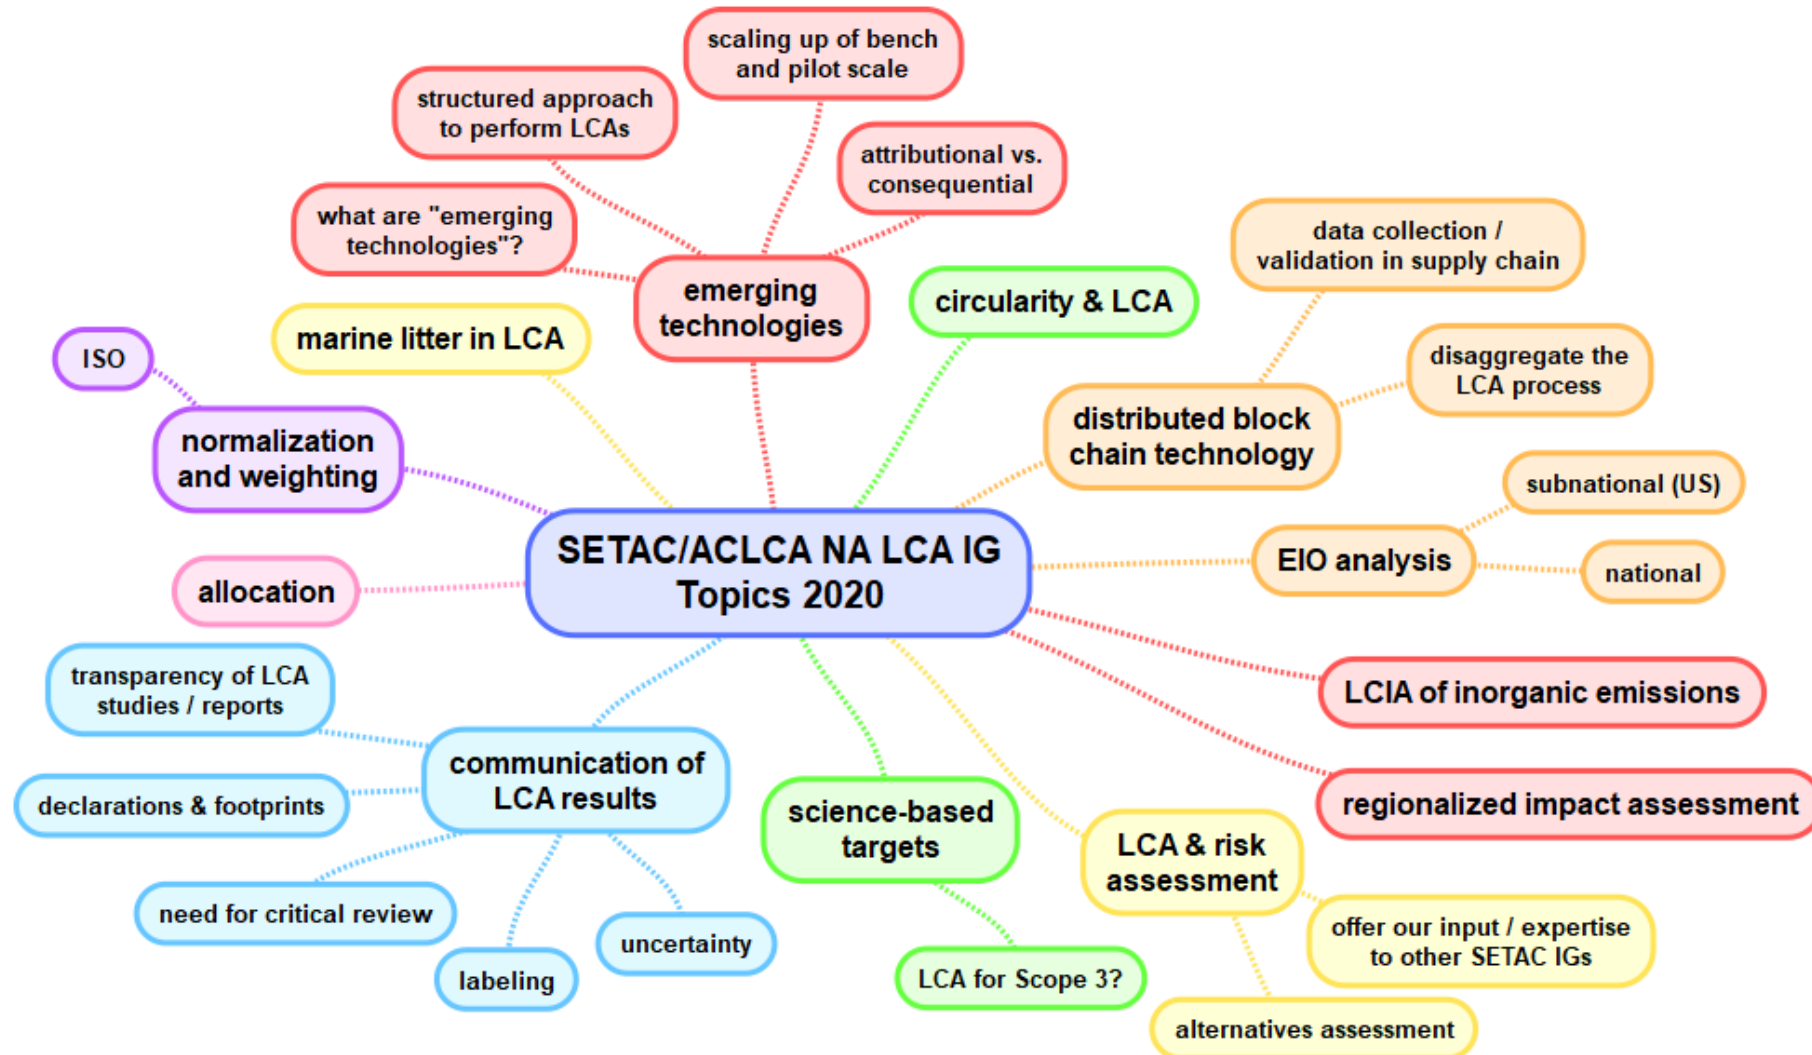 scaling up of bench
and pilot scale
structured approach
to perform LCAs
attributional vs.
consequential
what are "emerging
technologies"?
emerging
technologies
data collection /
validation in supply chain
circularity & LCA
marine litter in LCA
ISO
disaggregate the
LCA process
normalization
and weighting
distributed block
chain technology
subnational (US)
EIO analysis
national
SETAC/ACLCA NA LCA IG
Topics 2020
allocation
transparency of LCA
studies / reports
LCIA of inorganic emissions
communication of
LCA results
declarations & footprints
science-based
targets
regionalized impact assessment
LCA & risk
assessment
need for critical review
uncertainty
labeling
LCA for Scope 3?
offer our input / expertise
to other SETAC IGs
alternatives assessment